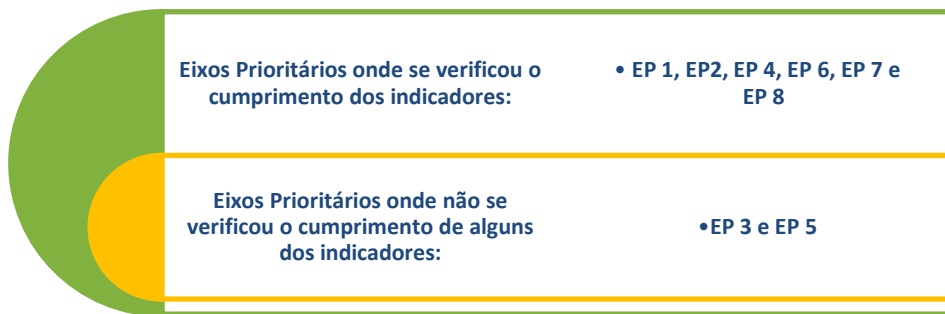 Eixos Prioritários onde se verificou o
cumprimento dos indicadores:
• EP 1, EP2, EP 4, EP 6, EP 7 e
EP 8
Eixos Prioritários onde não se
verificou o cumprimento de alguns
dos indicadores:
•EP 3 e EP 5